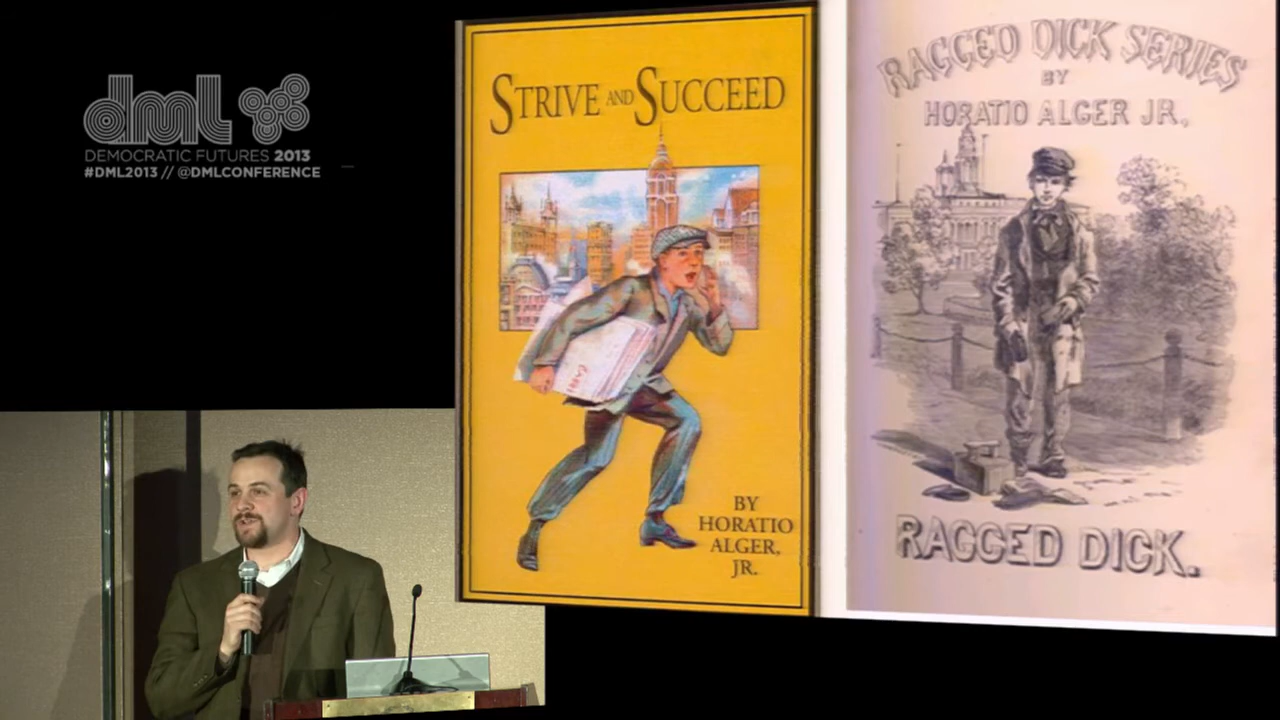 dml
DEMOCRATIC FUTURES 2013
#DML2013 // @DMLCONFERENCE
STRIVE AND SUCCEED
BY
HORATIO
ALGER,
JR.
RAGGED DICK SERIES
BY
HORATIO ALGER JR.
RAGGED DICK.